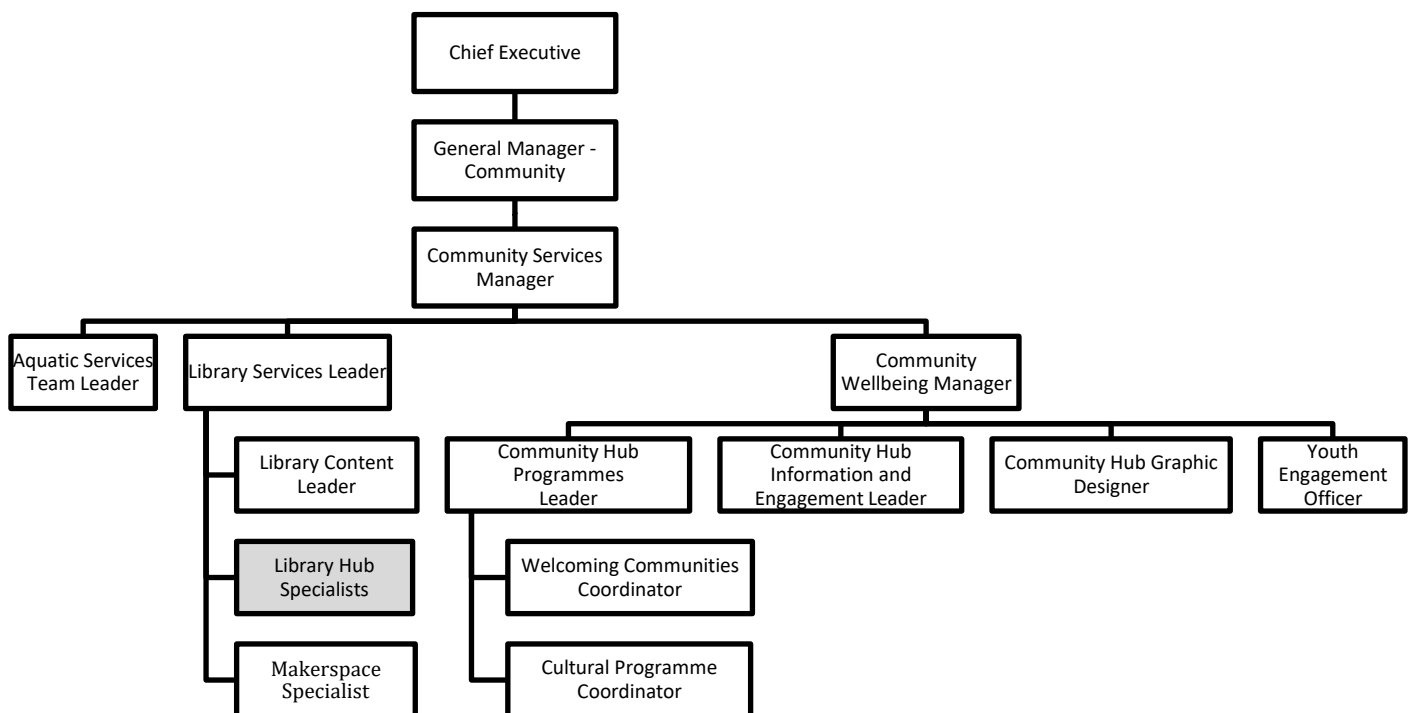 Chief Executive
General Manager -
Community
Community Services
Manager
Aquatic Services
Team Leader
Library Services Leader
Community
Wellbeing Manager
Library Content
Leader
Community Hub
Programmes
Leader
Community Hub
Information and
Engagement Leader
Community Hub Graphic
Designer
Youth
Engagement
Officer
Library Hub
Specialists
Welcoming Communities
Coordinator
Makerspace
Specialist
Cultural Programme
Coordinator